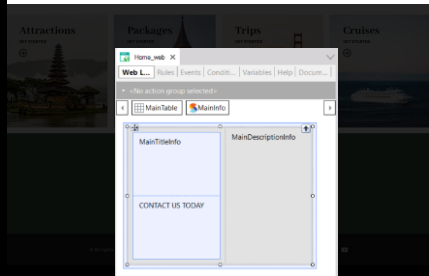 Attractions
Packages
Trips
Cruises
Home_web
Web L... Rules Events Conditi... Variables Help Docum...
<No action group selected>
MainTable MainInfo
MainTitleInfo
MainDescriptionInfo
CONTACT US TODAY